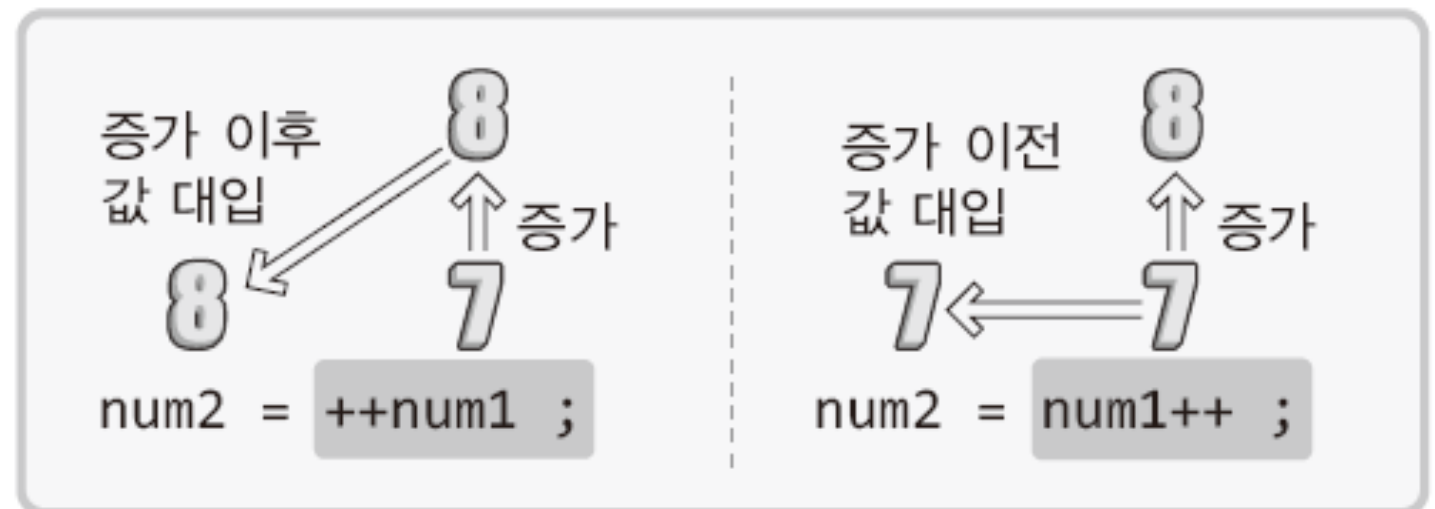 8
증가 이후
값 대입
증가
8
7
num2 = ++num1 ;
8
증가 이전
값 대입
증가
7
7
num2 = num1++ ;